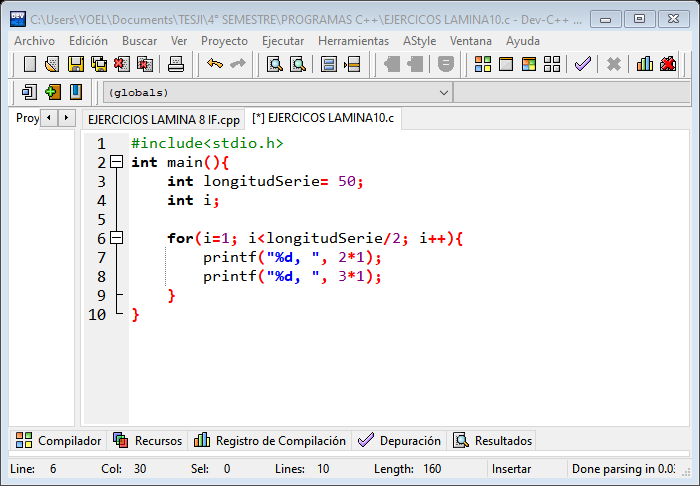 DEV
C:\Users\YOEL\Documents\TESJI\4° SEMESTRE\PROGRAMAS C++\EJERCICOS LAMINA10.c - Dev-C++ ...
Archivo Edición Buscar Ver Proyecto Ejecutar Herramientas AStyle Ventana Ayuda
(globals)
Proy EJERCICIOS LAMINA 8 IF.cpp [*] EJERCICOS LAMINA10.c
1 #include<stdio.h>
2 int main(){
3 int longitudSerie= 50;
4 int i;
5
6 for(i=1; i<longitudSerie/2; i++){
7 printf("%d, ", 2*1);
8 printf("%d, ", 3*1);
9 }
10 }
Compilador Recursos Registro de Compilación Depuración Resultados
Line: 6 Col: 30 Sel: 0 Lines: 10 Length: 160 Insertar Done parsing in 0.03